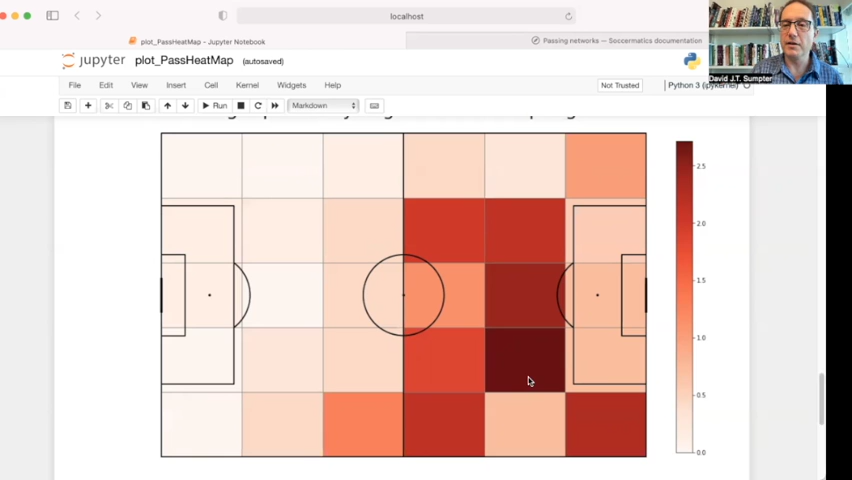 localhost
plot_PassHeatMap - Jupyter Notebook
Passing networks — Soccermatics documentation
David J.T. Sumpter
jupyter plot_PassHeatMap (autosaved)
File Edit View Insert Cell Kernel Widgets Help
Not Trusted
Python 3 (ipykernel)
Run
Markdown
2.5
2.0
1.5
1.0
0.5
0.0